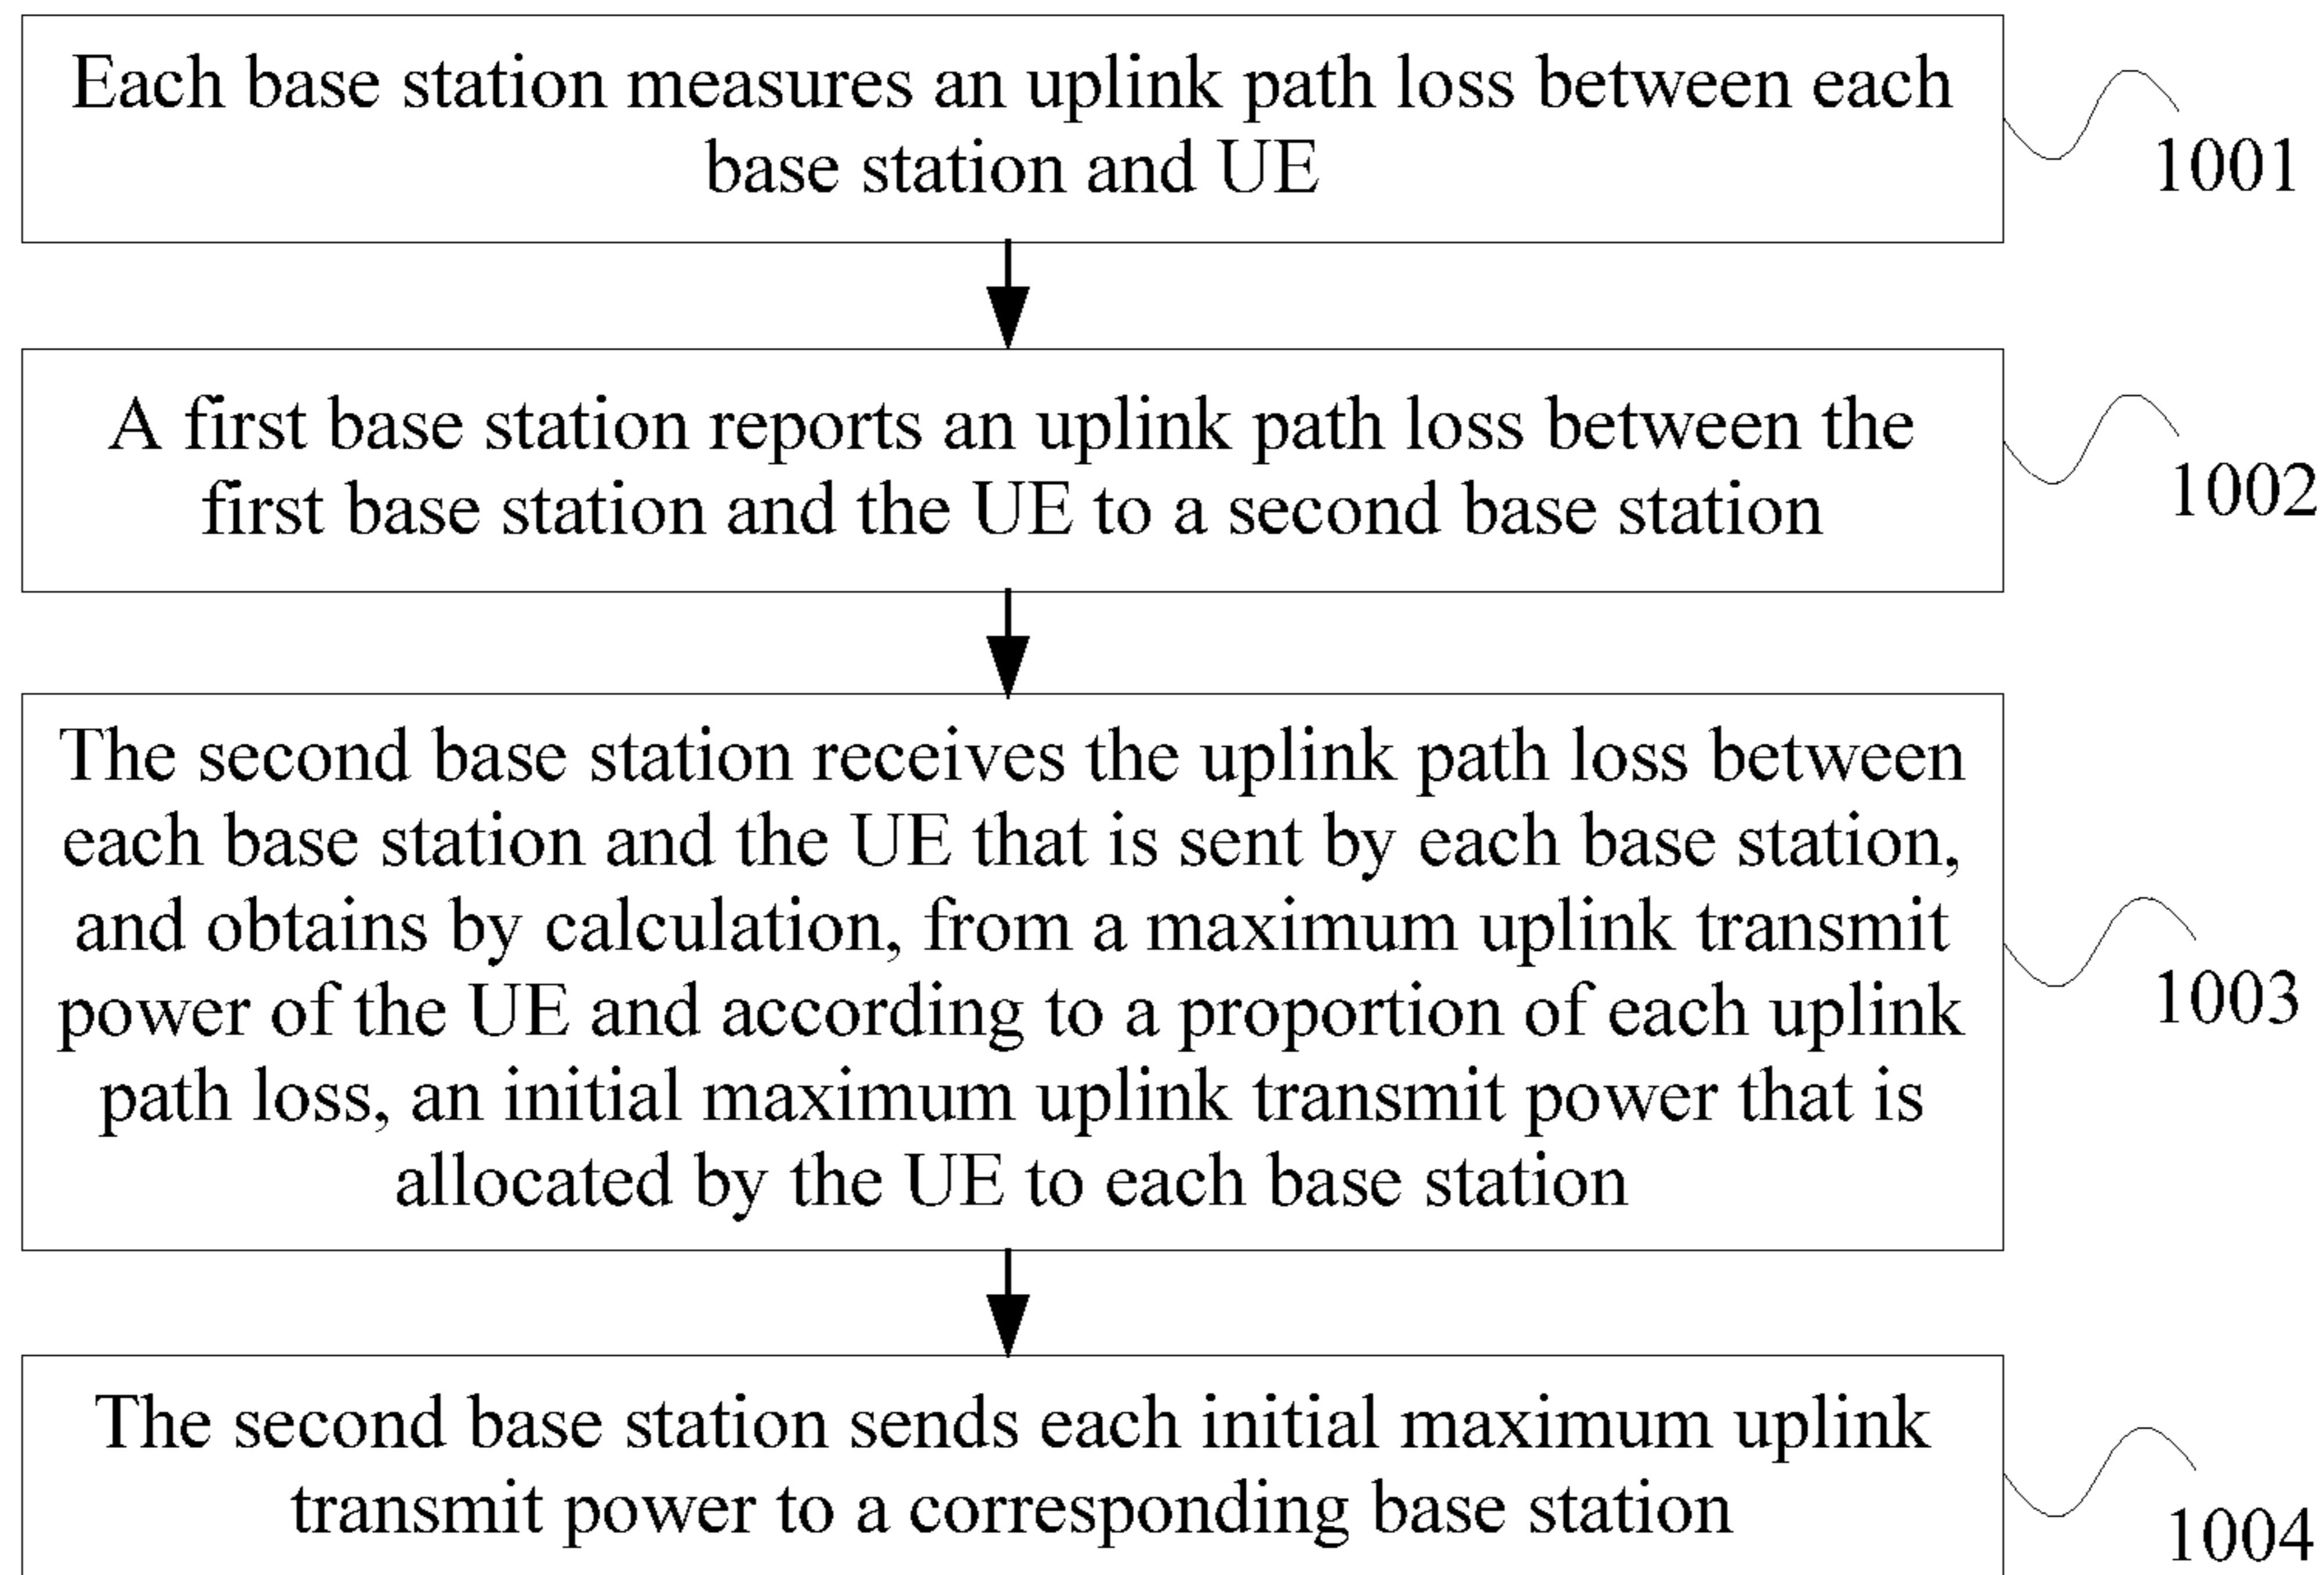 Each base station measures an uplink path loss between each
base station and UE
1001
A first base station reports an uplink path loss between the
first base station and the UE to a second base station
1002
The second base station receives the uplink path loss between
each base station and the UE that is sent by each base station,
and obtains by calculation, from a maximum uplink transmit
power of the UE and according to a proportion of each uplink
path loss, an initial maximum uplink transmit power that is
allocated by the UE to each base station
1003
The second base station sends each initial maximum uplink
transmit power to a corresponding base station
1004